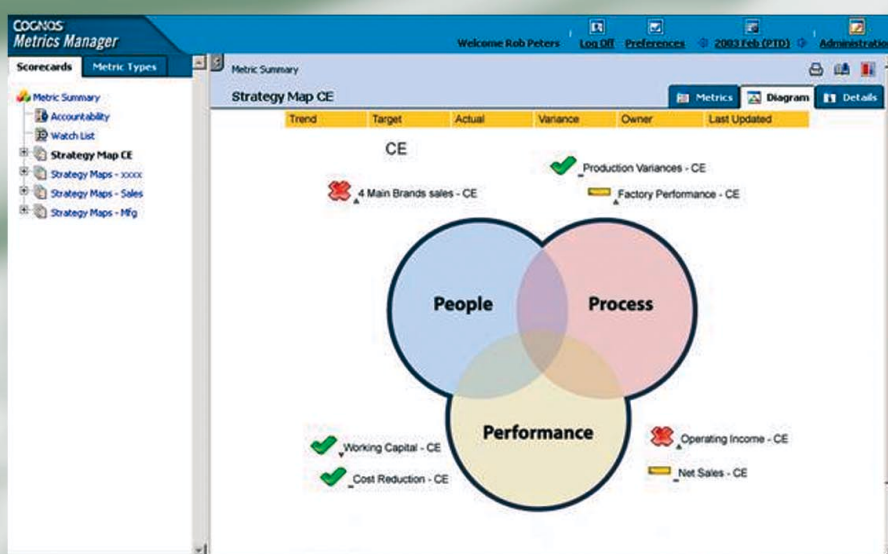 COGNOS
Metrics Manager
Welcome Rob Peters Log Off Preferences 2003 Feb (PTD) Administratio
Scorecards Metric Types
Metric Summary
Accountability
Watch List
Strategy Map CE
Strategy Maps - xxxx
Strategy Maps - Sales
Strategy Maps - Mfg
Metric Summary
Strategy Map CE
Metrics Diagram Details
Trend Target Actual Variance Owner Last Updated
CE
Production Variances - CE
4 Main Brands sales - CE
Factory Performance - CE
People Process
Performance
Working Capital - CE
Operating Income - CE
Cost Reduction - CE
Net Sales - CE